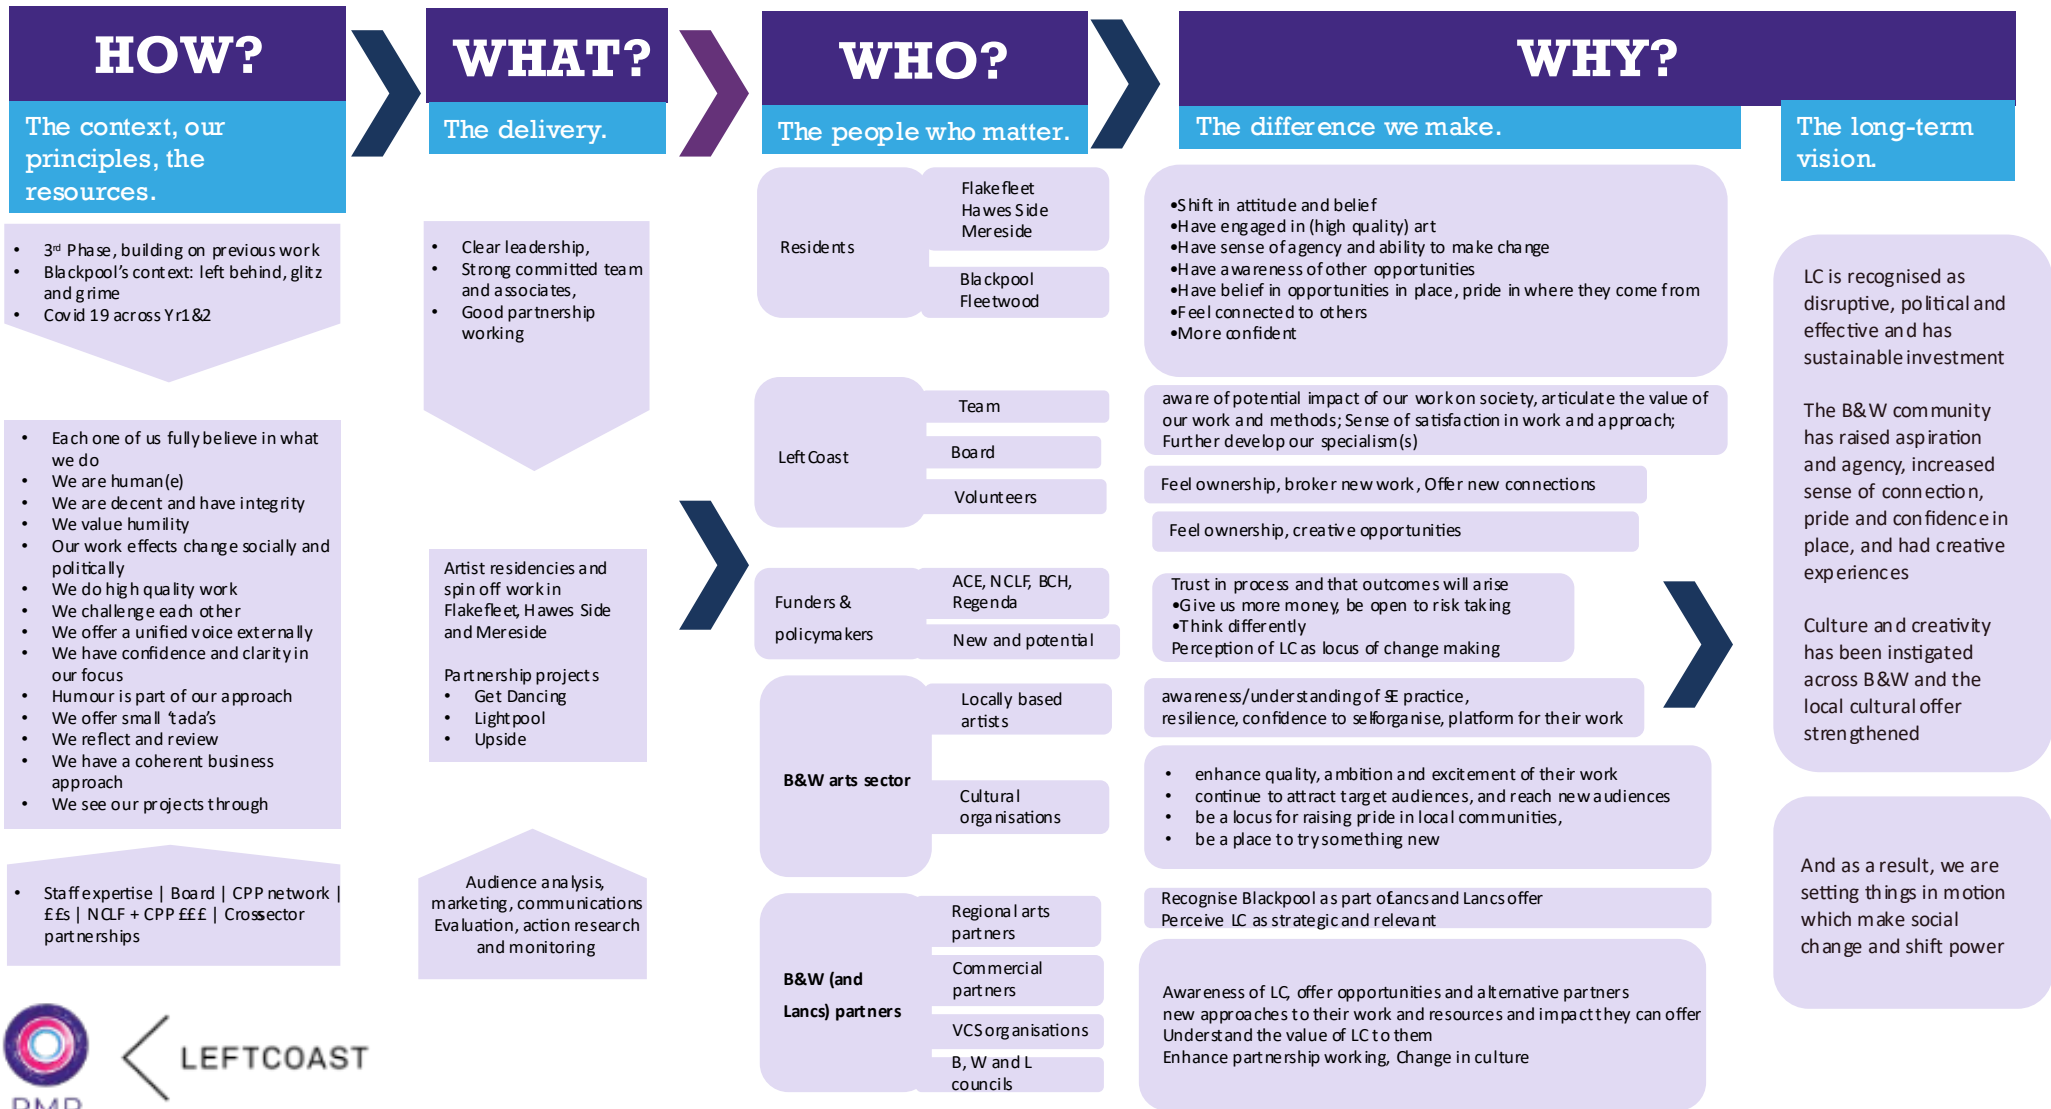 HOW?
The context, our
principles, the
resources.
• 3rd Phase, building on previous work
• Blackpool's context: left behind, glitz
and grime
• Covid 19 across Yr1&2
• Each one of us fully believe in what
we do
• We are human(e)
• We are decent and have integrity
• We value humility
• Our work effects change socially and
politically
• We do high quality work
• We challenge each other
• We offer a unified voice externally
• We have confidence and clarity in
our focus
• Humour is part of our approach
• We offer small 'tada's
• We reflect and review
• We have a coherent business
approach
• We see our projects through
• Staff expertise | Board | CPP network |
££s | NCLF + CPP £££ | Crossector
partnerships
WHAT?
The delivery.
• Clear leadership,
• Strong committed team
and associates,
• Good partnership
working
Artist residencies and
spin off work in
Flakefleet, Hawes Side
and Mereside
Partnership projects
• Get Dancing
• Lightpool
• Upside
Audience analysis,
marketing, communications
Evaluation, action research
and monitoring
WHO?
The people who matter.
Residents
Flakefleet
Hawes Side
Mereside
Blackpool
Fleetwood
LeftCoast
Team
Board
Volunteers
Funders &
policymakers
ACE, NCLF, BCH,
Regenda
New and potential
B&W arts sector
Locally based
artists
Cultural
organisations
B&W (and
Lancs) partners
Regional arts
partners
Commercial
partners
VCS organisations
B, W and L
councils
WHY?
The difference we make.
•Shift in attitude and belief
•Have engaged in (high quality) art
•Have sense of agency and ability to make change
•Have awareness of other opportunities
•Have belief in opportunities in place, pride in where they come from
•Feel connected to others
•More confident
aware of potential impact of our work on society, articulate the value of
our work and methods; Sense of satisfaction in work and approach;
Further develop our specialism(s)
Feel ownership, broker new work, Offer new connections
Feel ownership, creative opportunities
Trust in process and that outcomes will arise
•Give us more money, be open to risk taking
•Think differently
Perception of LC as locus of change making
awareness/understanding of SE practice,
resilience, confidence to selforganise, platform for their work
• enhance quality, ambition and excitement of their work
• continue to attract target audiences, and reach new audiences
• be a locus for raising pride in local communities,
• be a place to try something new
Recognise Blackpool as part of Lancs and Lancs offer
Perceive LC as strategic and relevant
Awareness of LC, offer opportunities and alternative partners
new approaches to their work and resources and impact they can offer
Understand the value of LC to them
Enhance partnership working, Change in culture
The long-term
vision.
LC is recognised as
disruptive, political and
effective and has
sustainable investment
The B&W community
has raised aspiration
and agency, increased
sense of connection,
pride and confidence in
place, and had creative
experiences
Culture and creativity
has been instigated
across B&W and the
local cultural offer
strengthened
And as a result, we are
setting things in motion
which make social
change and shift power
LEFTCOAST